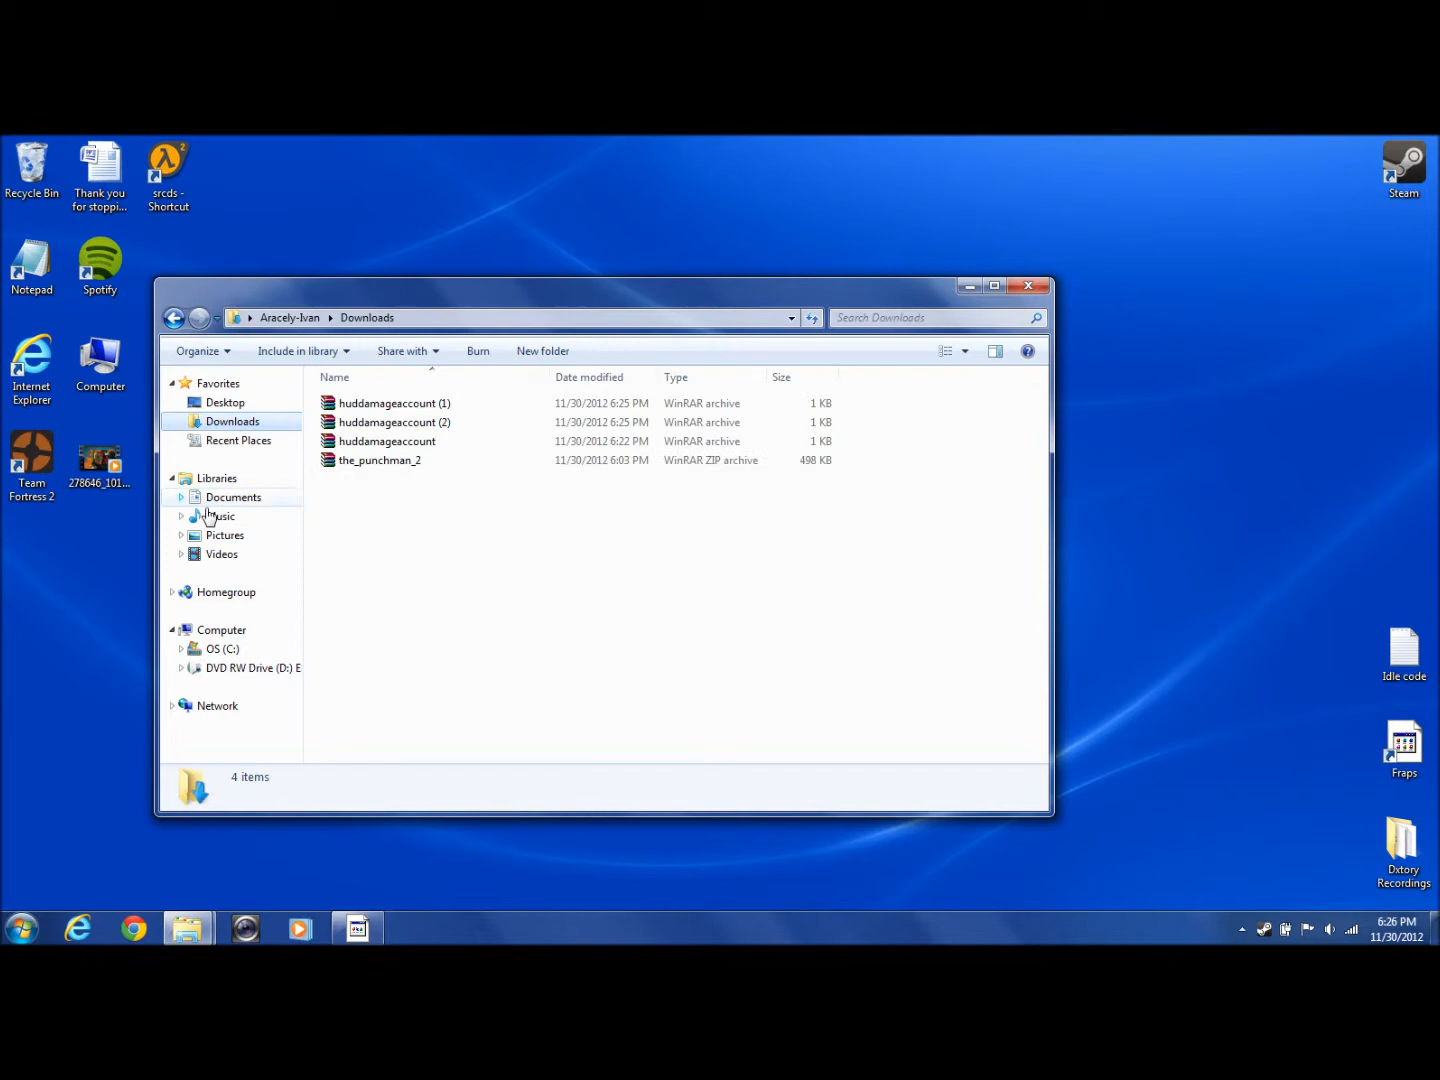 Recycle Bin
Thank you for stoppi...
srcds - Shortcut
Steam
Notepad
Spotify
Internet Explorer
Computer
Team Fortress 2
278646_101...
Aracely-Ivan
Downloads
Search Downloads
Organize
Include in library
Share with
Burn
New folder
Name
Date modified
Type
Size
Favorites
Desktop
Downloads
Recent Places
Libraries
Documents
Pictures
Videos
Homegroup
Computer
OS (C:)
DVD RW Drive (D:) E
Network
huddamageaccount (1) 11/30/2012 6:25 PM WinRAR archive 1 KB
huddamageaccount (2) 11/30/2012 6:25 PM WinRAR archive 1 KB
huddamageaccount 11/30/2012 6:22 PM WinRAR archive 1 KB
the_punchman_2 11/30/2012 6:03 PM WinRAR ZIP archive 498 KB
4 items
Idle code
Fraps
Dxtory Recordings
6:26 PM
11/30/2012